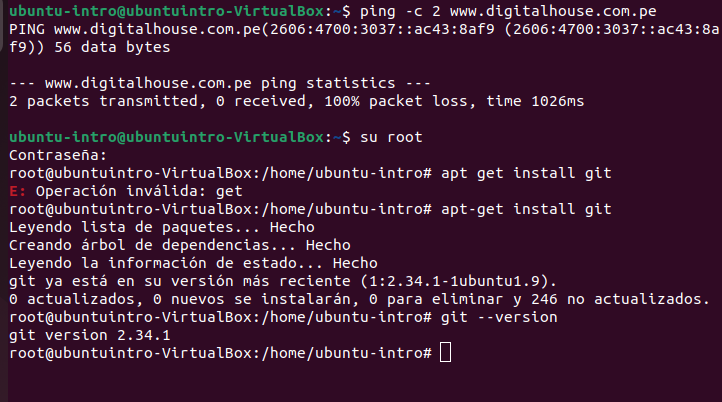 ubuntu-intro@ubuntuintro-VirtualBox:~$ ping -c 2 www.digitalhouse.com.pe
PING www.digitalhouse.com.pe(2606:4700:3037::ac43:8af9 (2606:4700:3037::ac43:8a
f9)) 56 data bytes

--- www.digitalhouse.com.pe ping statistics ---
2 packets transmitted, 0 received, 100% packet loss, time 1026ms

ubuntu-intro@ubuntuintro-VirtualBox:~$ su root
Contraseña:
root@ubuntuintro-VirtualBox:/home/ubuntu-intro# apt get install git
E: Operación inválida: get
root@ubuntuintro-VirtualBox:/home/ubuntu-intro# apt-get install git
Leyendo lista de paquetes... Hecho
Creando árbol de dependencias... Hecho
Leyendo la información de estado... Hecho
git ya está en su versión más reciente (1:2.34.1-1ubuntu1.9).
0 actualizados, 0 nuevos se instalarán, 0 para eliminar y 246 no actualizados.
root@ubuntuintro-VirtualBox:/home/ubuntu-intro# git --version
git version 2.34.1
root@ubuntuintro-VirtualBox:/home/ubuntu-intro#